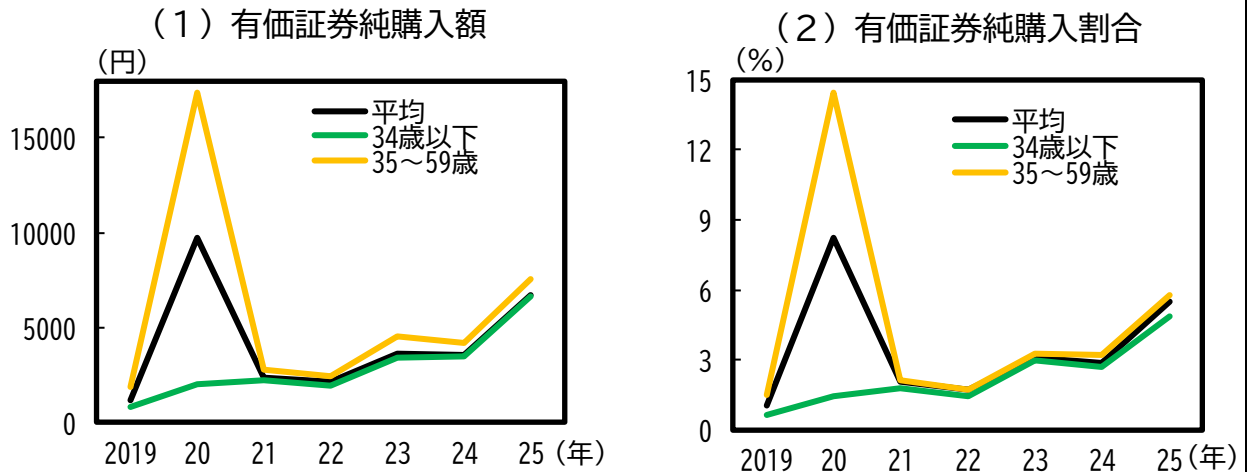 （１）有価証券純購入額
(円)
15000
10000
5000
0
平均
34歳以下
35～59歳
2019 20 21 22 23 24 25 (年)
（２）有価証券純購入割合
(%)
15
12
9
6
3
0
平均
34歳以下
35～59歳
2019 20 21 22 23 24 25 (年)